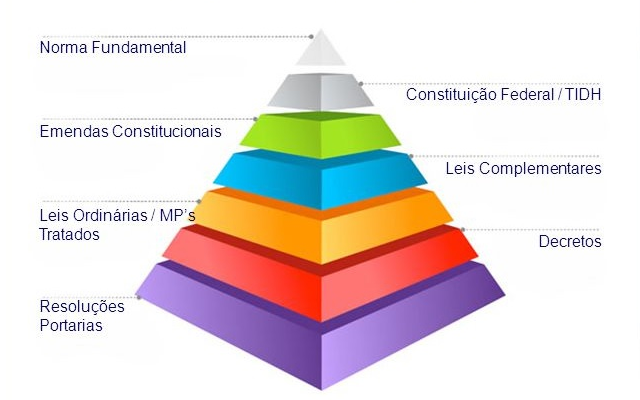 Norma Fundamental
Constituição Federal / TIDH
Emendas Constitucionais
Leis Complementares
Leis Ordinárias / MP's
Tratados
Decretos
Resoluções
Portarias